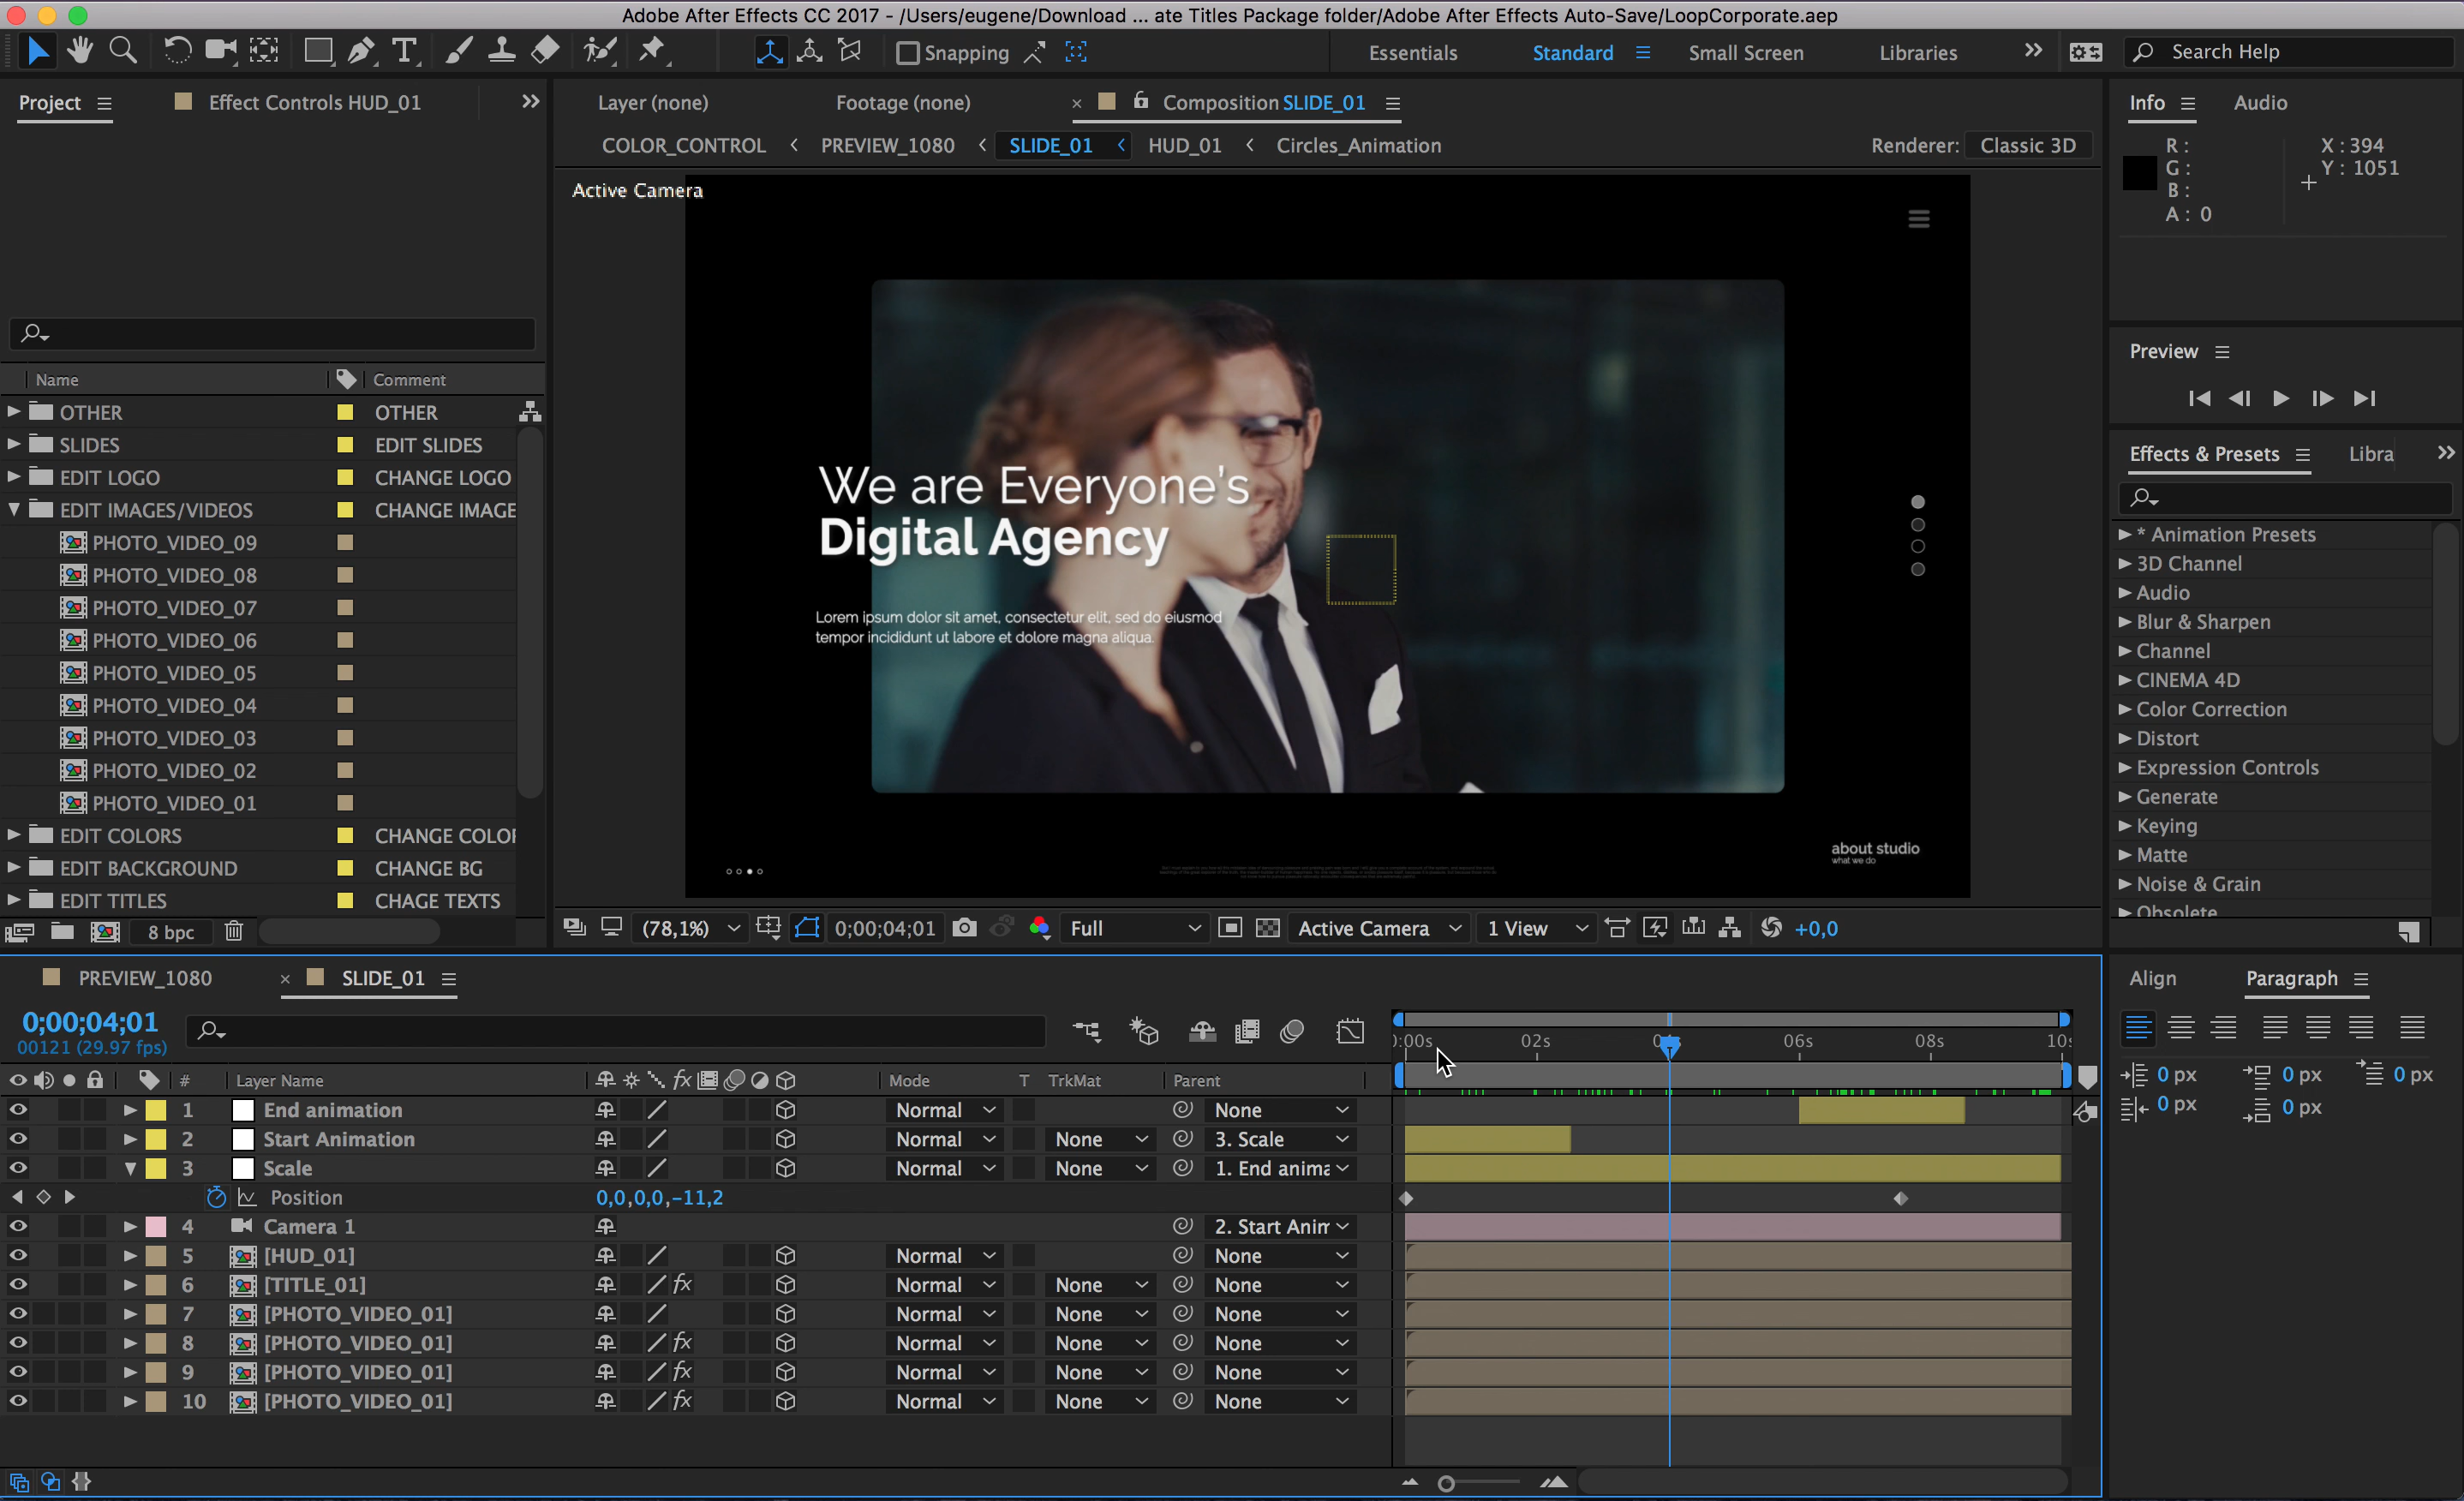 Adobe After Effects CC 2017 - /Users/eugene/Download ... ate Titles Package folder/Adobe After Effects Auto-Save/LoopCorporate.aep
Snapping
Essentials
Standard
Small Screen
Libraries
Search Help
Project
Effect Controls HUD_01
Layer (none)
Footage (none)
Composition SLIDE_01
COLOR_CONTROL
PREVIEW_1080
SLIDE_01
HUD_01
Circles_Animation
Renderer: Classic 3D
Info
Audio
R :
G :
B :
A : 0
X : 394
Y : 1051
Active Camera
Name
Comment
OTHER OTHER
SLIDES EDIT SLIDES
EDIT LOGO CHANGE LOGO
EDIT IMAGES/VIDEOS CHANGE IMAGE
PHOTO_VIDEO_09
PHOTO_VIDEO_08
PHOTO_VIDEO_07
PHOTO_VIDEO_06
PHOTO_VIDEO_05
PHOTO_VIDEO_04
PHOTO_VIDEO_03
PHOTO_VIDEO_02
PHOTO_VIDEO_01
EDIT COLORS CHANGE COLOR
EDIT BACKGROUND CHANGE BG
EDIT TITLES CHAGE TEXTS
8 bpc
We are Everyone's
Digital Agency
Lorem ipsum dolor sit amet, consectetur elit, sed do eiusmod
tempor incididunt ut labore et dolore magna aliqua.
about studio
what we do
(78,1%)
0;00;04;01
Full
Active Camera
1 View
+0,0
Preview
Effects & Presets
Libra
* Animation Presets
3D Channel
Audio
Blur & Sharpen
Channel
CINEMA 4D
Color Correction
Distort
Expression Controls
Generate
Keying
Matte
Noise & Grain
Obsolete
PREVIEW_1080
SLIDE_01
0;00;04;01
00121 (29.97 fps)
:00s 02s 06s 08s 10s
# Layer Name Mode T TrkMat Parent
1 End animation Normal None
2 Start Animation Normal None 3. Scale
3 Scale Normal None 1. End anima
Position 0,0,0,0,-11,2
4 Camera 1 2. Start Anim
5 [HUD_01] Normal None
6 [TITLE_01] Normal None None
7 [PHOTO_VIDEO_01] Normal None None
8 [PHOTO_VIDEO_01] Normal None None
9 [PHOTO_VIDEO_01] Normal None None
10 [PHOTO_VIDEO_01] Normal None None
Align
Paragraph
0 px 0 px 0 px
0 px 0 px